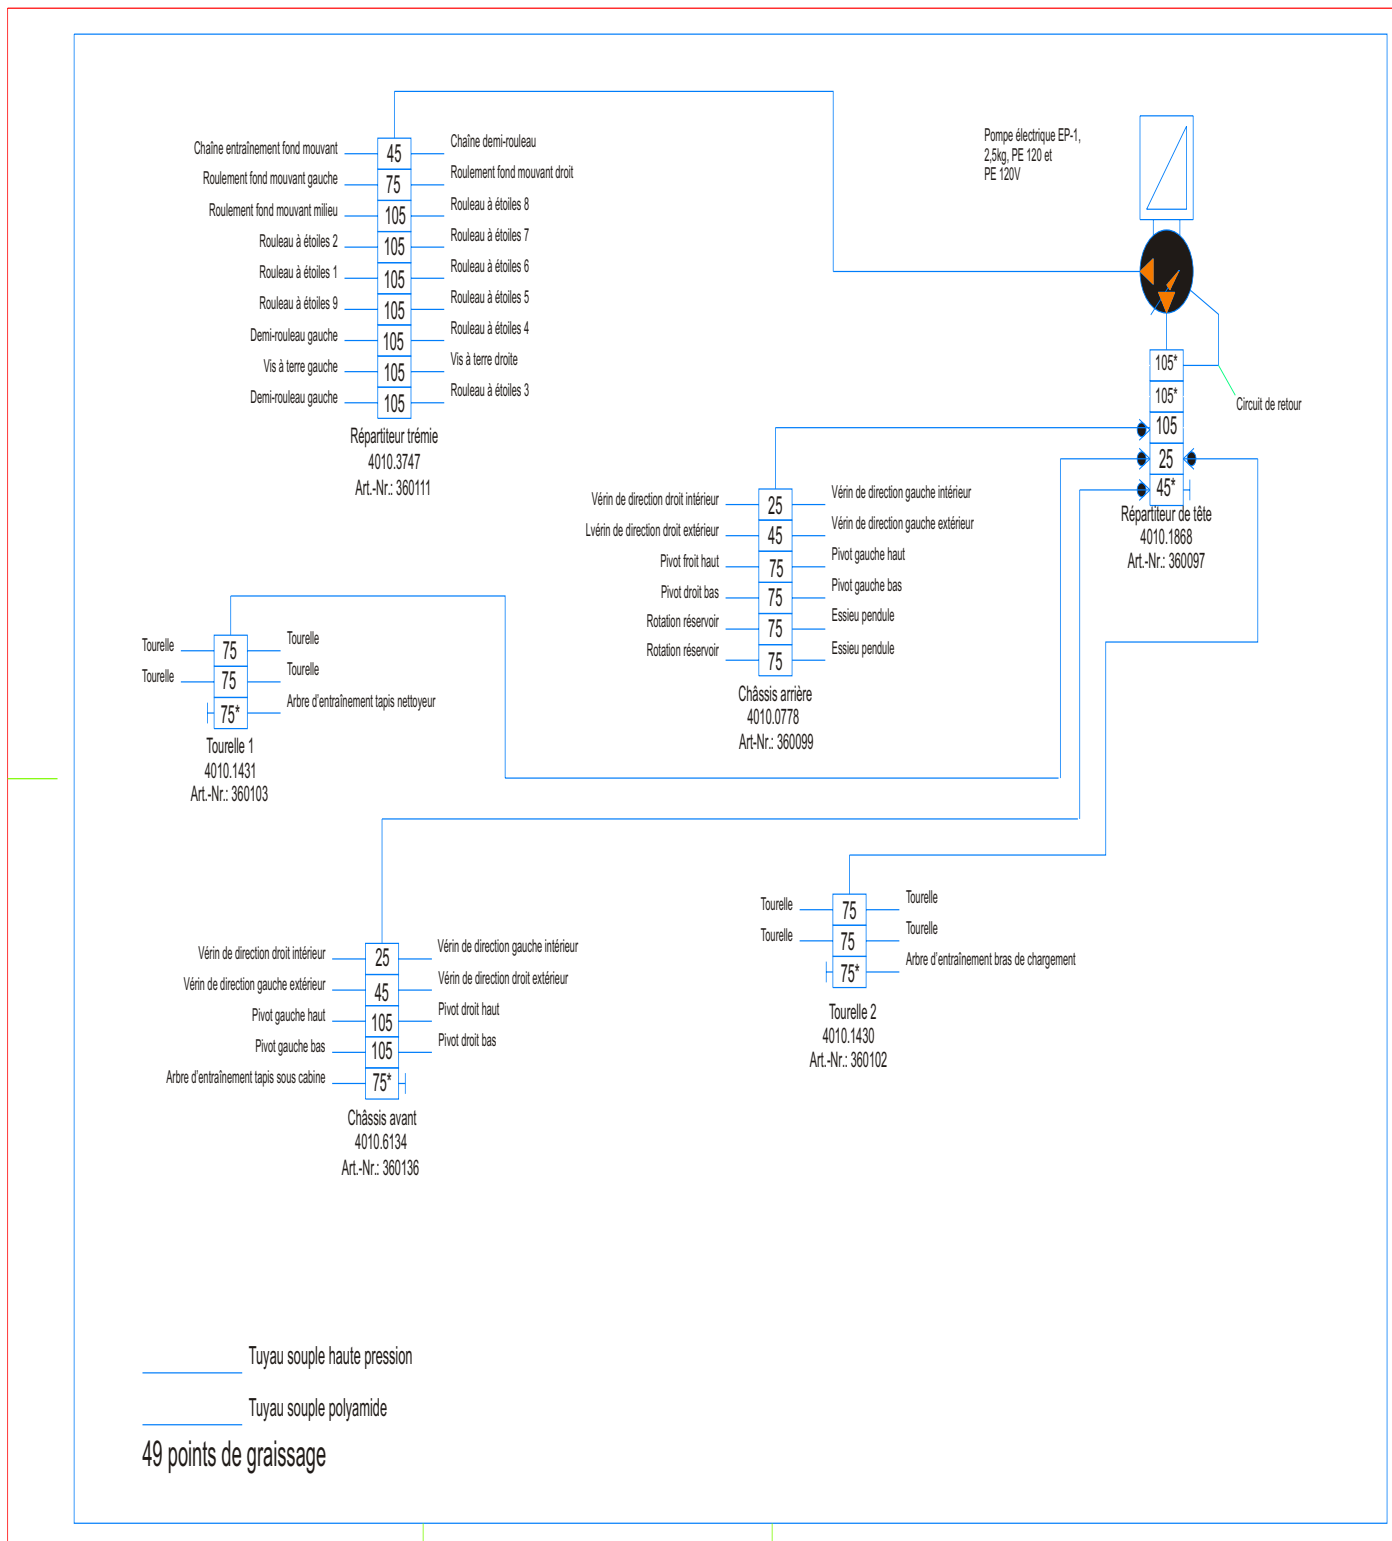 Pompe électrique EP-1,
2,5kg, PE 120 et
PE 120V
Chaîne entraînement fond mouvant
45
Chaîne demi-rouleau
Roulement fond mouvant gauche
75
Roulement fond mouvant droit
Roulement fond mouvant milieu
105
Rouleau à étoiles 8
Rouleau à étoiles 2
105
Rouleau à étoiles 7
Rouleau à étoiles 1
105
Rouleau à étoiles 6
Rouleau à étoiles 9
105
Rouleau à étoiles 5
Demi-rouleau gauche
105
Rouleau à étoiles 4
Vis à terre gauche
105
Vis à terre droite
Demi-rouleau gauche
105
Rouleau à étoiles 3
Répartiteur trémie
4010.3747
Art.-Nr.: 360111
105*
105*
105
25
45*
Circuit de retour
Répartiteur de tête
4010.1868
Art.-Nr.: 360097
Vérin de direction droit intérieur
25
Vérin de direction gauche intérieur
Lvérin de direction droit extérieur
45
Vérin de direction gauche extérieur
Pivot froit haut
75
Pivot gauche haut
Pivot droit bas
75
Pivot gauche bas
Rotation réservoir
75
Essieu pendule
Rotation réservoir
75
Essieu pendule
Châssis arrière
4010.0778
Art-Nr.: 360099
Tourelle
75
Tourelle
Tourelle
75
Tourelle
75*
Arbre d'entraînement tapis nettoyeur
Tourelle 1
4010.1431
Art.-Nr.: 360103
Tourelle
75
Tourelle
Tourelle
75
Tourelle
75*
Arbre d'entraînement bras de chargement
Tourelle 2
4010.1430
Art.-Nr.: 360102
Vérin de direction droit intérieur
25
Vérin de direction gauche intérieur
Vérin de direction gauche extérieur
45
Vérin de direction droit extérieur
Pivot gauche haut
105
Pivot droit haut
Pivot gauche bas
105
Pivot droit bas
Arbre d'entraînement tapis sous cabine
75*
Châssis avant
4010.6134
Art.-Nr.: 360136
Tuyau souple haute pression
Tuyau souple polyamide
49 points de graissage